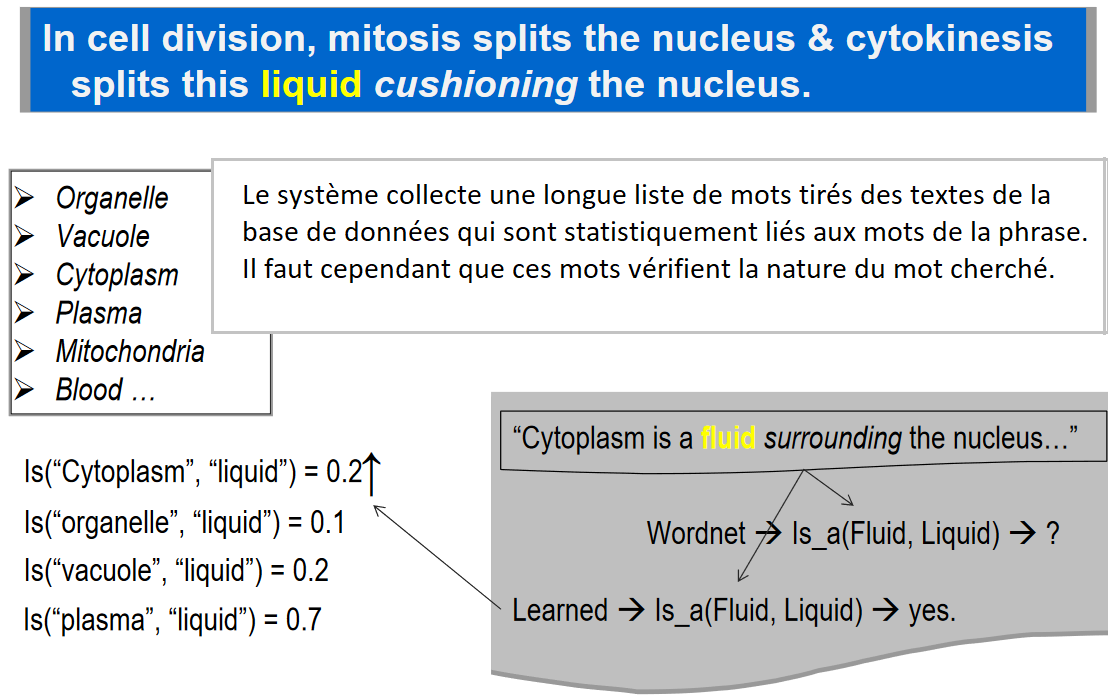 In cell division, mitosis splits the nucleus & cytokinesis
splits this liquid cushioning the nucleus.
➢ Organelle
➢ Vacuole
➢ Cytoplasm
➢ Plasma
➢ Mitochondria
➢ Blood …
Le système collecte une longue liste de mots tirés des textes de la
base de données qui sont statistiquement liés aux mots de la phrase.
Il faut cependant que ces mots vérifient la nature du mot cherché.
Is(“Cytoplasm”, “liquid”) = 0.2↑
Is(“organelle”, “liquid”) = 0.1
Is(“vacuole”, “liquid”) = 0.2
Is(“plasma”, “liquid”) = 0.7
“Cytoplasm is a fluid surrounding the nucleus…”
Wordnet → Is_a(Fluid, Liquid) → ?
Learned → Is_a(Fluid, Liquid) → yes.